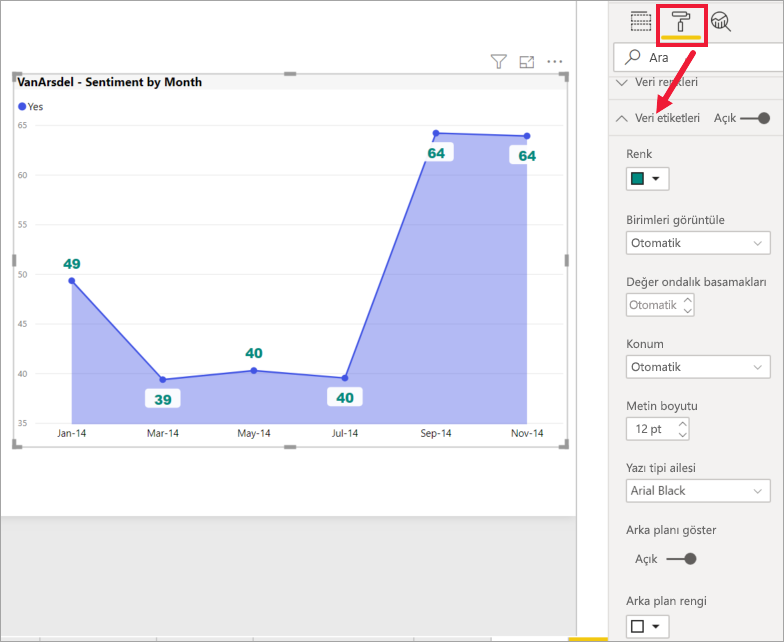 VanArsdel - Sentiment by Month
Yes
65
60
55
50
45
40
35
49
39
40
40
64
64
Jan-14
Mar-14
May-14
Jul-14
Sep-14
Nov-14
Ara
Veri renkleri
Veri etiketleri Açık
Renk
Birimleri görüntüle
Otomatik
Değer ondalık basamakları
Otomatik
Konum
Otomatik
Metin boyutu
12 pt
Yazı tipi ailesi
Arial Black
Arka planı göster
Açık
Arka plan rengi